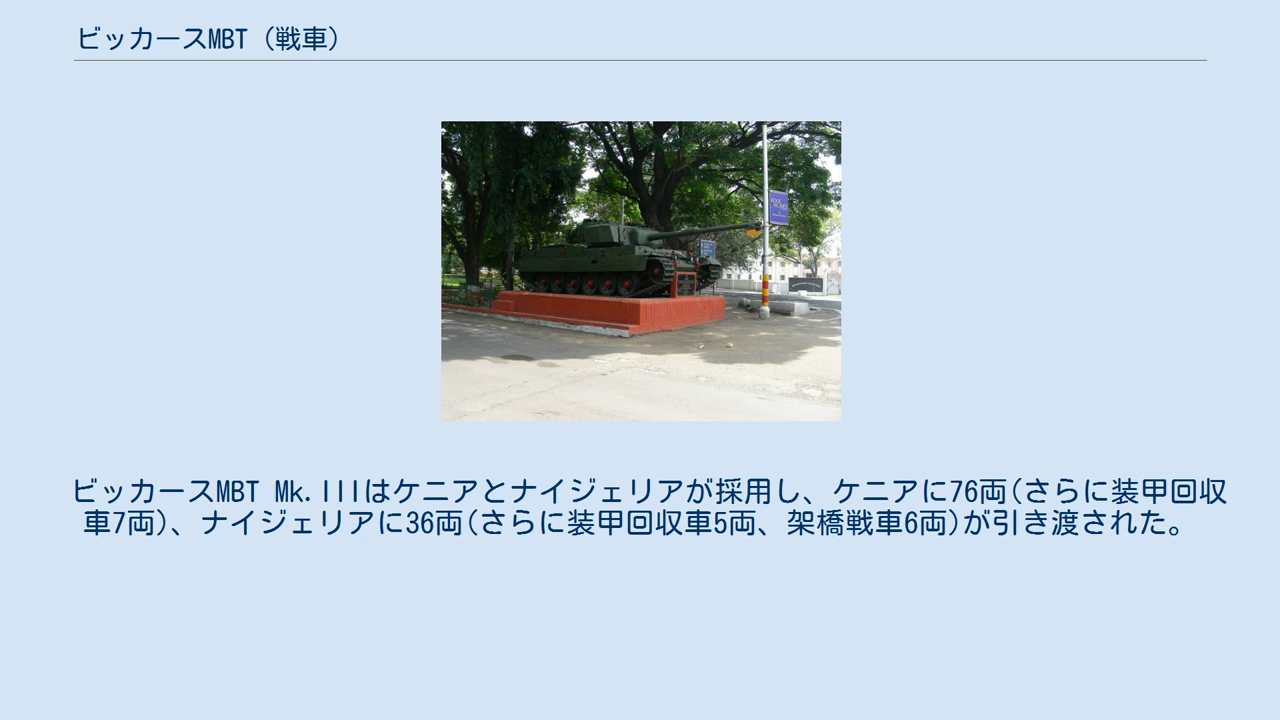 ビッカースMBT（戦車）
ビッカースMBT Mk.IIIはケニアとナイジェリアが採用し、ケニアに76両(さらに装甲回収
車7両)、ナイジェリアに36両(さらに装甲回収車5両、架橋戦車6両)が引き渡された。